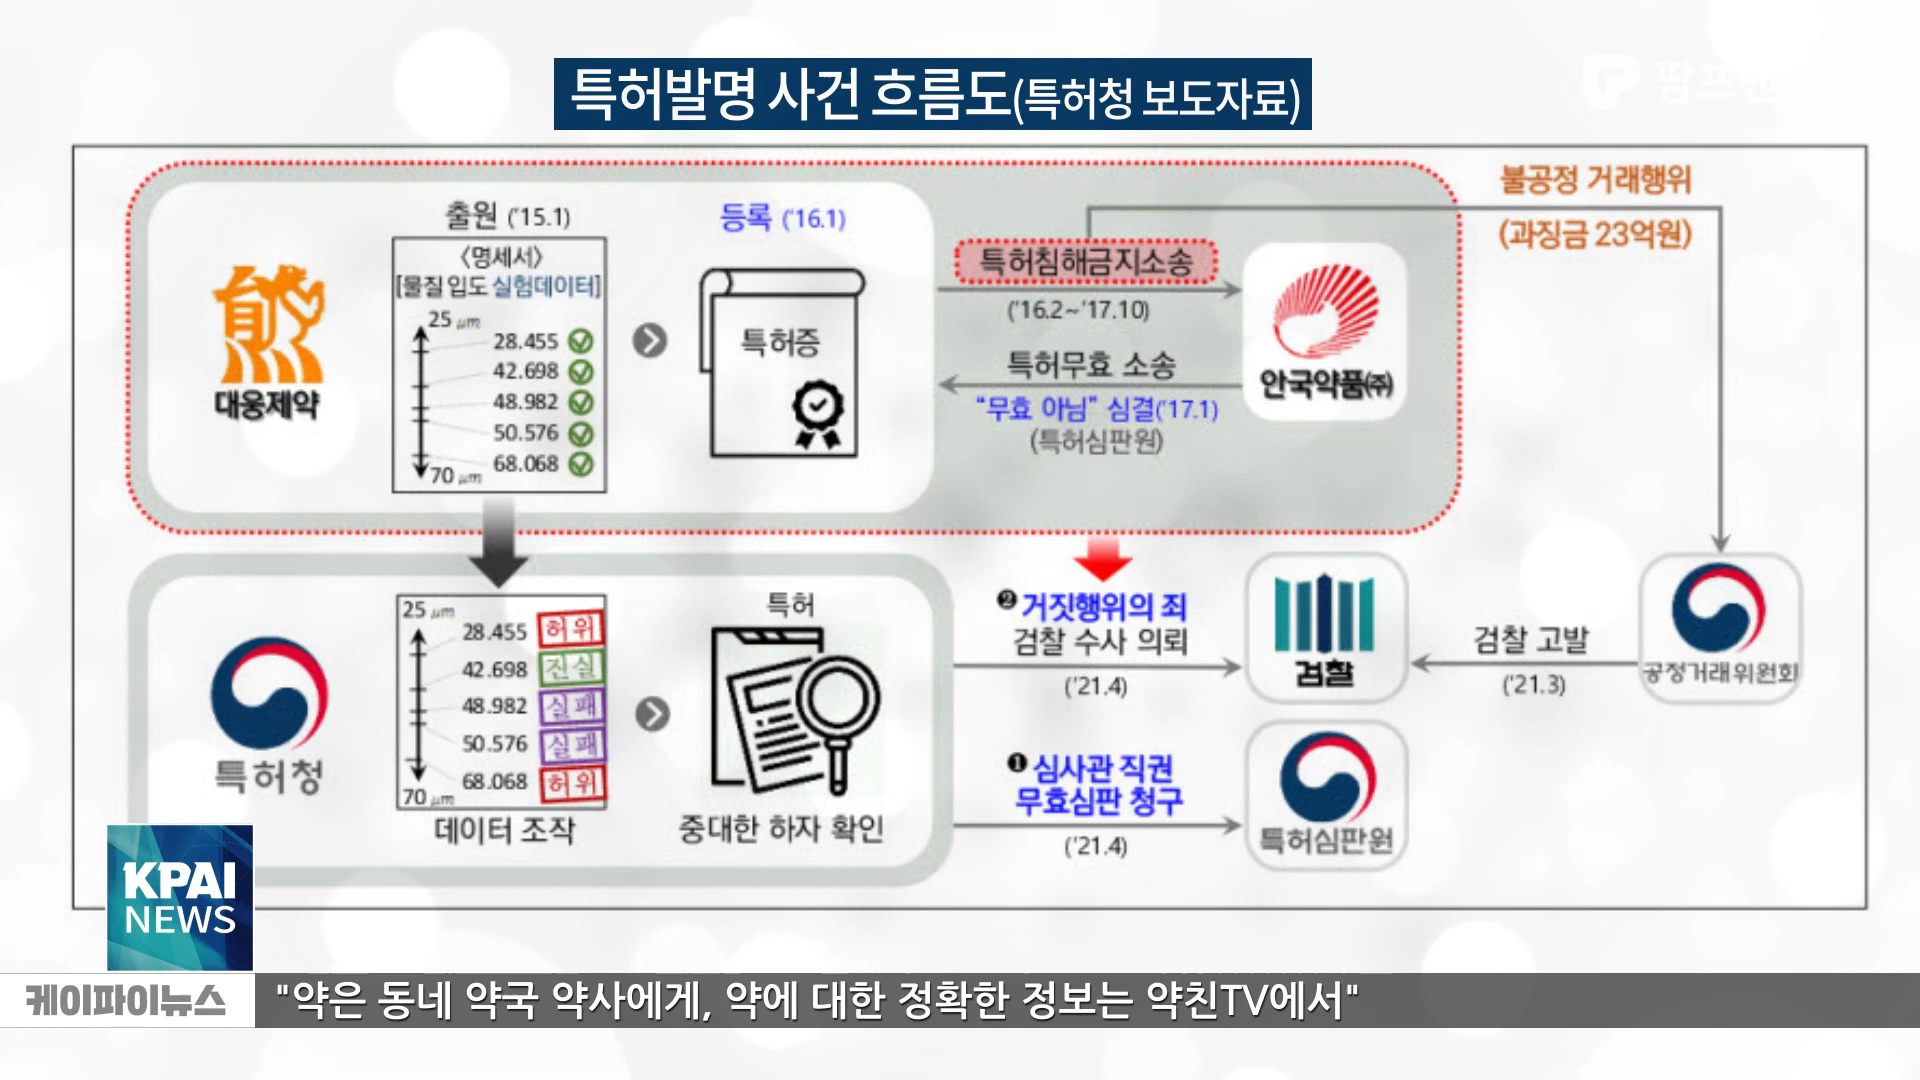 특허발명 사건 흐름도(특허청 보도자료)
팜프
불공정 거래행위
(과징금 23억원)
출원 ('15.1)
등록 ('16.1)
<명세서>
[물질 입도 실험데이터]
25 μm
28.455
42.698
48.982
50.576
68.068
70 μm
대웅제약
특허증
특허침해금지소송
('16.2~'17.10)
특허무효 소송
"무효 아님" 심결('17.1)
(특허심판원)
안국약품㈜
특허청
25 μm
28.455 허위
42.698 진실
48.982 실패
50.576 실패
68.068 허위
70 μm
데이터 조작
특허
중대한 하자 확인
❷ 거짓행위의 죄
검찰 수사 의뢰
('21.4)
검찰
검찰 고발
('21.3)
공정거래위원회
❶ 심사관 직권
무효심판 청구
('21.4)
특허심판원
KPAI
NEWS
케이파이뉴스
"약은 동네 약국 약사에게, 약에 대한 정확한 정보는 약친TV에서"